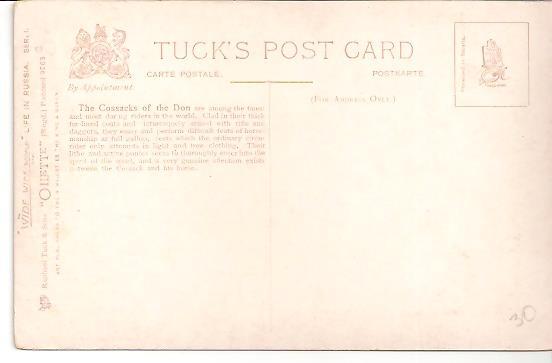 TUCK'S POST CARD
CARTE POSTALE.
POSTKARTE.
By Appointment.
(FOR ADDRESS ONLY.)
The Cossacks of the Don are among the finest
and most daring riders in the world. Clad in their thick
fur-lined coats and picturesquely armed with rifle and
daggers, they essay and perform difficult feats of horse-
manship at full gallop, feats which the ordinary circus
rider only attempts in light and free clothing. Their
lithe and active ponies seem to thoroughly enter into the
spirit of the sport, and a very genuine affection exists
between the Cossack and his horse.
"WIDE WIDE WORLD" "LIFE IN RUSSIA. SER. I.
Raphael Tuck & Sons' "OILETTE" (Regd.) Postcard
30